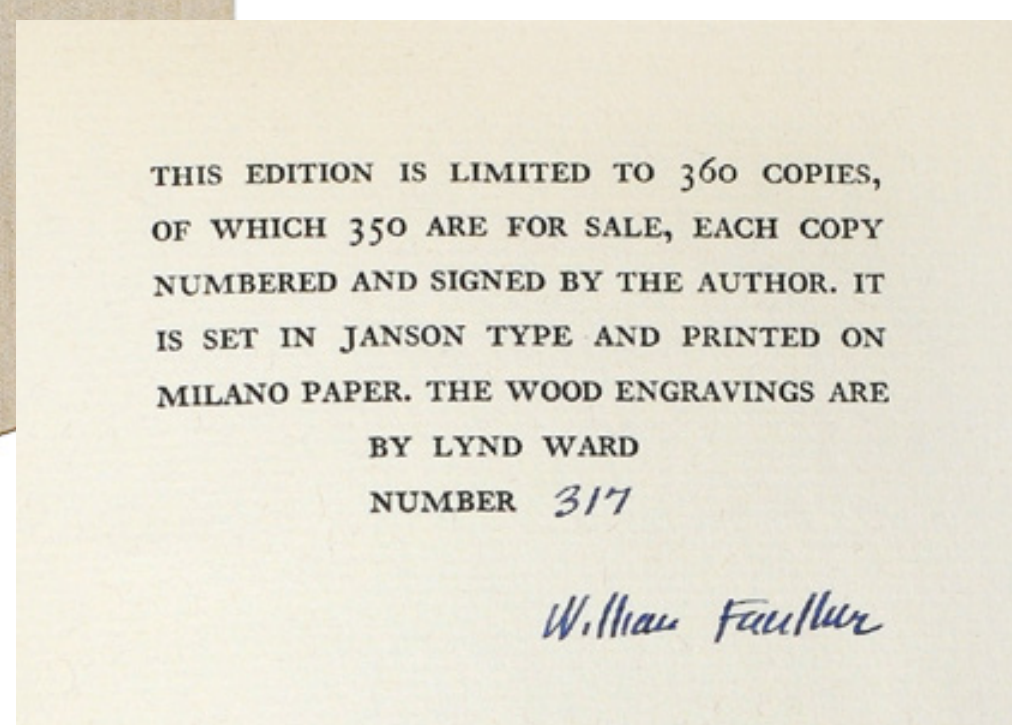 THIS EDITION IS LIMITED TO 360 COPIES,
OF WHICH 350 ARE FOR SALE, EACH COPY
NUMBERED AND SIGNED BY THE AUTHOR. IT
IS SET IN JANSON TYPE AND PRINTED ON
MILANO PAPER. THE WOOD ENGRAVINGS ARE
BY LYND WARD
NUMBER 317
William Faulkner